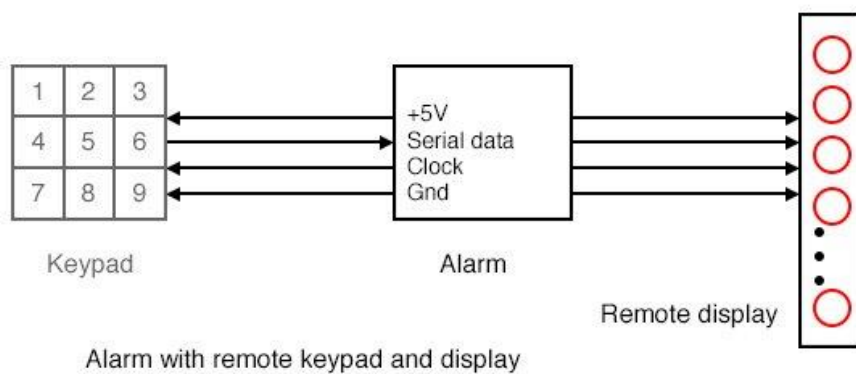 1 2 3
4 5 6
7 8 9
Keypad
+5V
Serial data
Clock
Gnd
Alarm
Remote display
Alarm with remote keypad and display